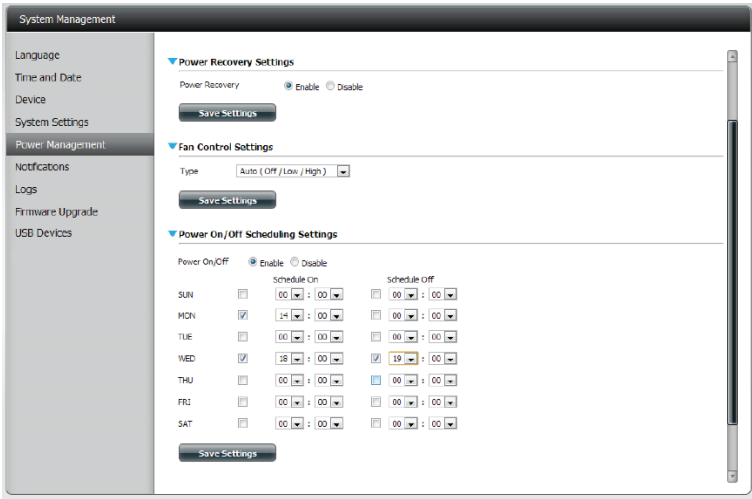 System Management
Language
Time and Date
Device
System Settings
Power Management
Notifications
Logs
Firmware Upgrade
USB Devices
Power Recovery Settings
Power Recovery Enable Disable
Save Settings
Fan Control Settings
Type Auto ( Off / Low / High )
Save Settings
Power On/Off Scheduling Settings
Power On/Off Enable Disable
Schedule On Schedule Off
SUN 00 : 00 00 : 00
MON 14 : 00 00 : 00
TUE 00 : 00 00 : 00
WED 18 : 00 19 : 00
THU 00 : 00 00 : 00
FRI 00 : 00 00 : 00
SAT 00 : 00 00 : 00
Save Settings